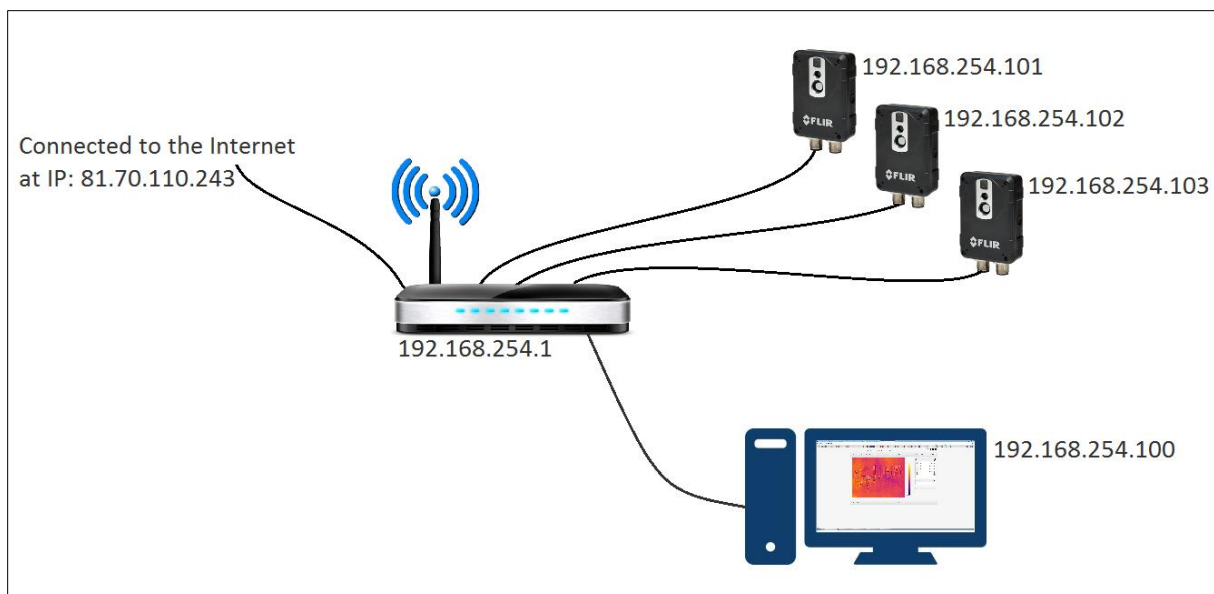 192.168.254.101
192.168.254.102
Connected to the Internet
at IP: 81.70.110.243
192.168.254.103
FLIR
FLIR
FLIR
192.168.254.1
192.168.254.100